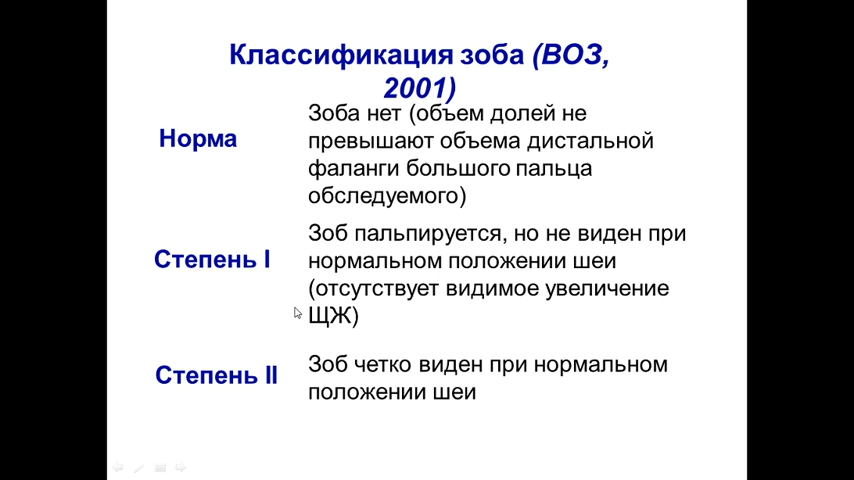 Классификация зоба (ВОЗ,
2001)
Норма
Зоба нет (объем долей не
превышают объема дистальной
фаланги большого пальца
обследуемого)
Степень I
Зоб пальпируется, но не виден при
нормальном положении шеи
(отсутствует видимое увеличение
ЩЖ)
Степень II
Зоб четко виден при нормальном
положении шеи